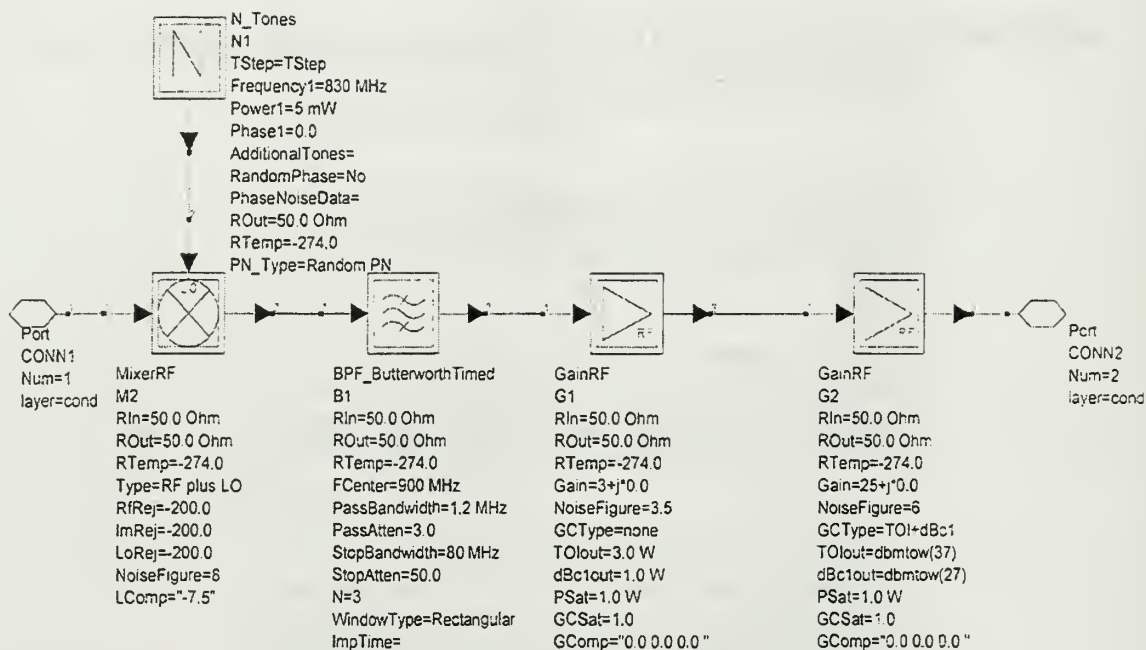 N_Tones
N1
TStep=TStep
Frequency1=830 MHz
Power1=5 mW
Phase1=0.0
AdditionalTones=
RandomPhase=No
PhaseNoiseData=
ROut=50.0 Ohm
RTemp=-274.0
PN_Type=Random PN
LO
RF
RF
Port
CONN1
Num=1
layer=cond
MixerRF
M2
RIn=50.0 Ohm
ROut=50.0 Ohm
RTemp=-274.0
Type=RF plus LO
RfRej=-200.0
ImRej=-200.0
LoRej=-200.0
NoiseFigure=8
LComp="-7.5"
BPF_ButterworthTimed
B1
RIn=50.0 Ohm
ROut=50.0 Ohm
RTemp=-274.0
FCenter=900 MHz
PassBandwidth=1.2 MHz
PassAtten=3.0
StopBandwidth=80 MHz
StopAtten=50.0
N=3
WindowType=Rectangular
ImpTime=
GainRF
G1
RIn=50.0 Ohm
ROut=50.0 Ohm
RTemp=-274.0
Gain=3+j*0.0
NoiseFigure=3.5
GCType=none
TOIout=3.0 W
dBc1out=1.0 W
PSat=1.0 W
GCSat=1.0
GComp="0.0 0.0 0.0 "
GainRF
G2
RIn=50.0 Ohm
ROut=50.0 Ohm
RTemp=-274.0
Gain=25+j*0.0
NoiseFigure=6
GCType=TOI+dBc1
TOIout=dbmtow(37)
dBc1out=dbmtow(27)
PSat=1.0 W
GCSat=1.0
GComp="0.0 0.0 0.0 "
Port
CONN2
Num=2
layer=cond